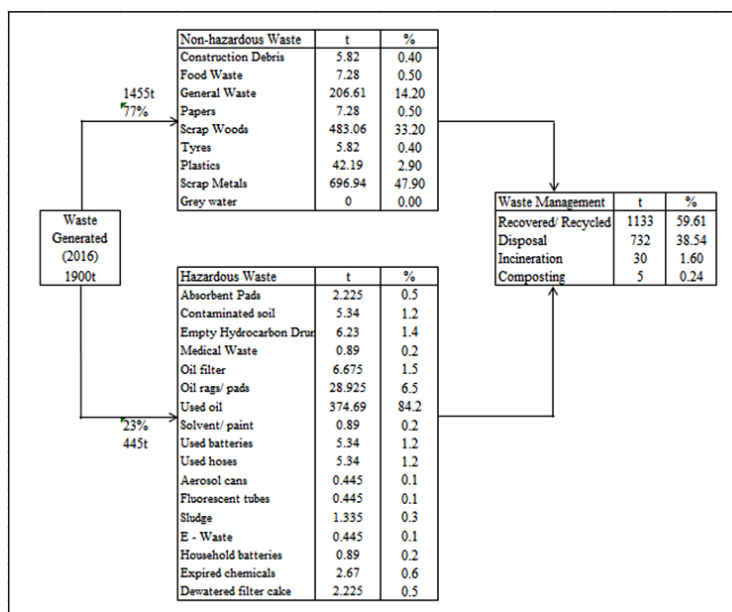 Non-hazardous Waste t %
Construction Debris 5.82 0.40
Food Waste 7.28 0.50
General Waste 206.61 14.20
Papers 7.28 0.50
Scrap Woods 483.06 33.20
Tyres 5.82 0.40
Plastics 42.19 2.90
Scrap Metals 696.94 47.90
Grey water 0 0.00
1455t
77%
Waste
Generated
(2016)
1900t
Waste Management t %
Recovered/ Recycled 1133 59.61
Disposal 732 38.54
Incineration 30 1.60
Composting 5 0.24
Hazardous Waste t %
Absorbent Pads 2.225 0.5
Contaminated soil 5.34 1.2
Empty Hydrocarbon Drur 6.23 1.4
Medical Waste 0.89 0.2
Oil filter 6.675 1.5
Oil rags/ pads 28.925 6.5
Used oil 374.69 84.2
Solvent/ paint 0.89 0.2
Used batteries 5.34 1.2
Used hoses 5.34 1.2
Aerosol cans 0.445 0.1
Fluorescent tubes 0.445 0.1
Sludge 1.335 0.3
E - Waste 0.445 0.1
Household batteries 0.89 0.2
Expired chemicals 2.67 0.6
Dewatered filter cake 2.225 0.5
23%
445t